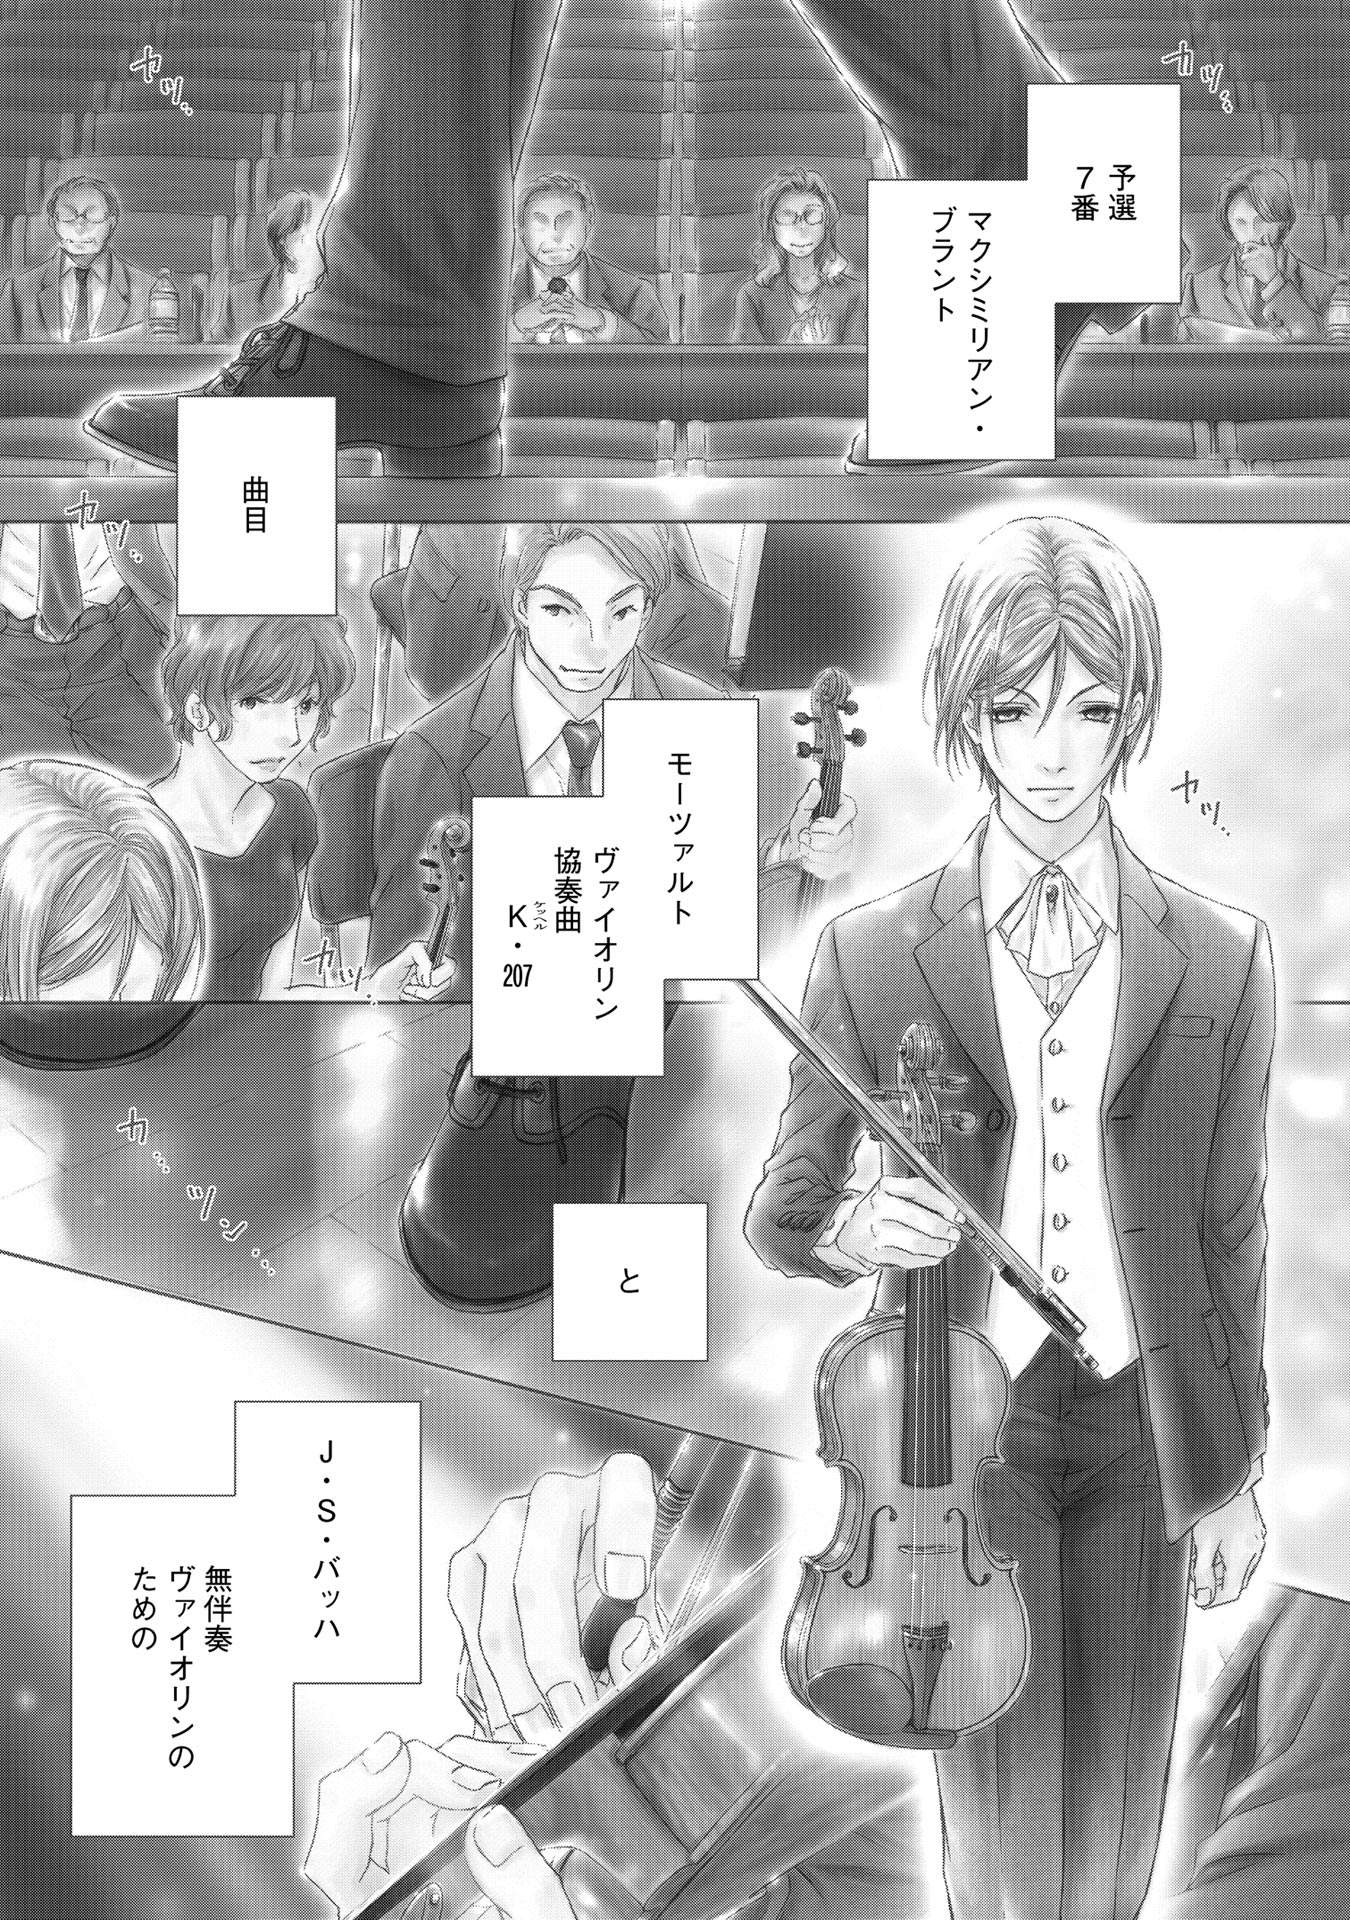 カツ‥
カツ‥
予選
7番
マクシミリアン・
ブラント
曲目
カツ‥
モーツァルト
ヴァイオリン
協奏曲
K・207
ケッヘル
カツ‥
カツ‥
カツン‥
と
J・S・バッハ
無伴奏
ヴァイオリンの
ための